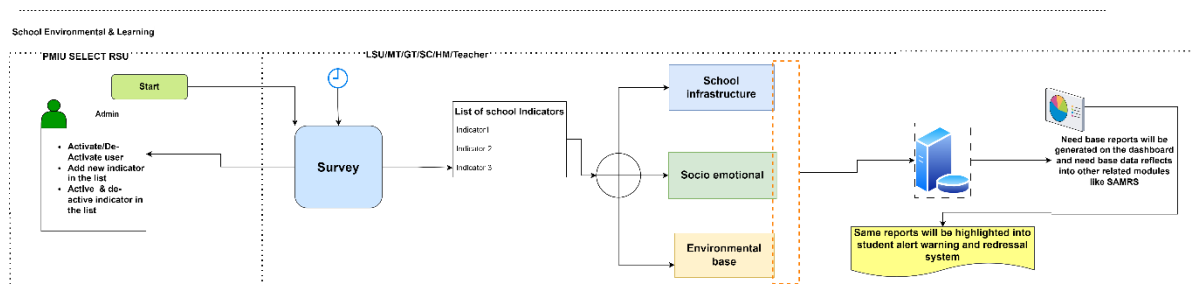 School Environmental & Learning
PMIU SELECT RSU
LSU/MT/GT/SC/HM/Teacher
Start
Admin
• Activate/De-
Activate user
• Add new indicator
in the list
• Active & de-
active indicator in
the list
Survey
List of school Indicators
Indicator1
Indicator 2
Indicator 3
School
infrastructure
Socio emotional
Environmental
base
Need base reports will be
generated on the dashboard
and need base data reflects
into other related modules
like SAMRS
Same reports will be highlighted into
student alert warning and redressal
system